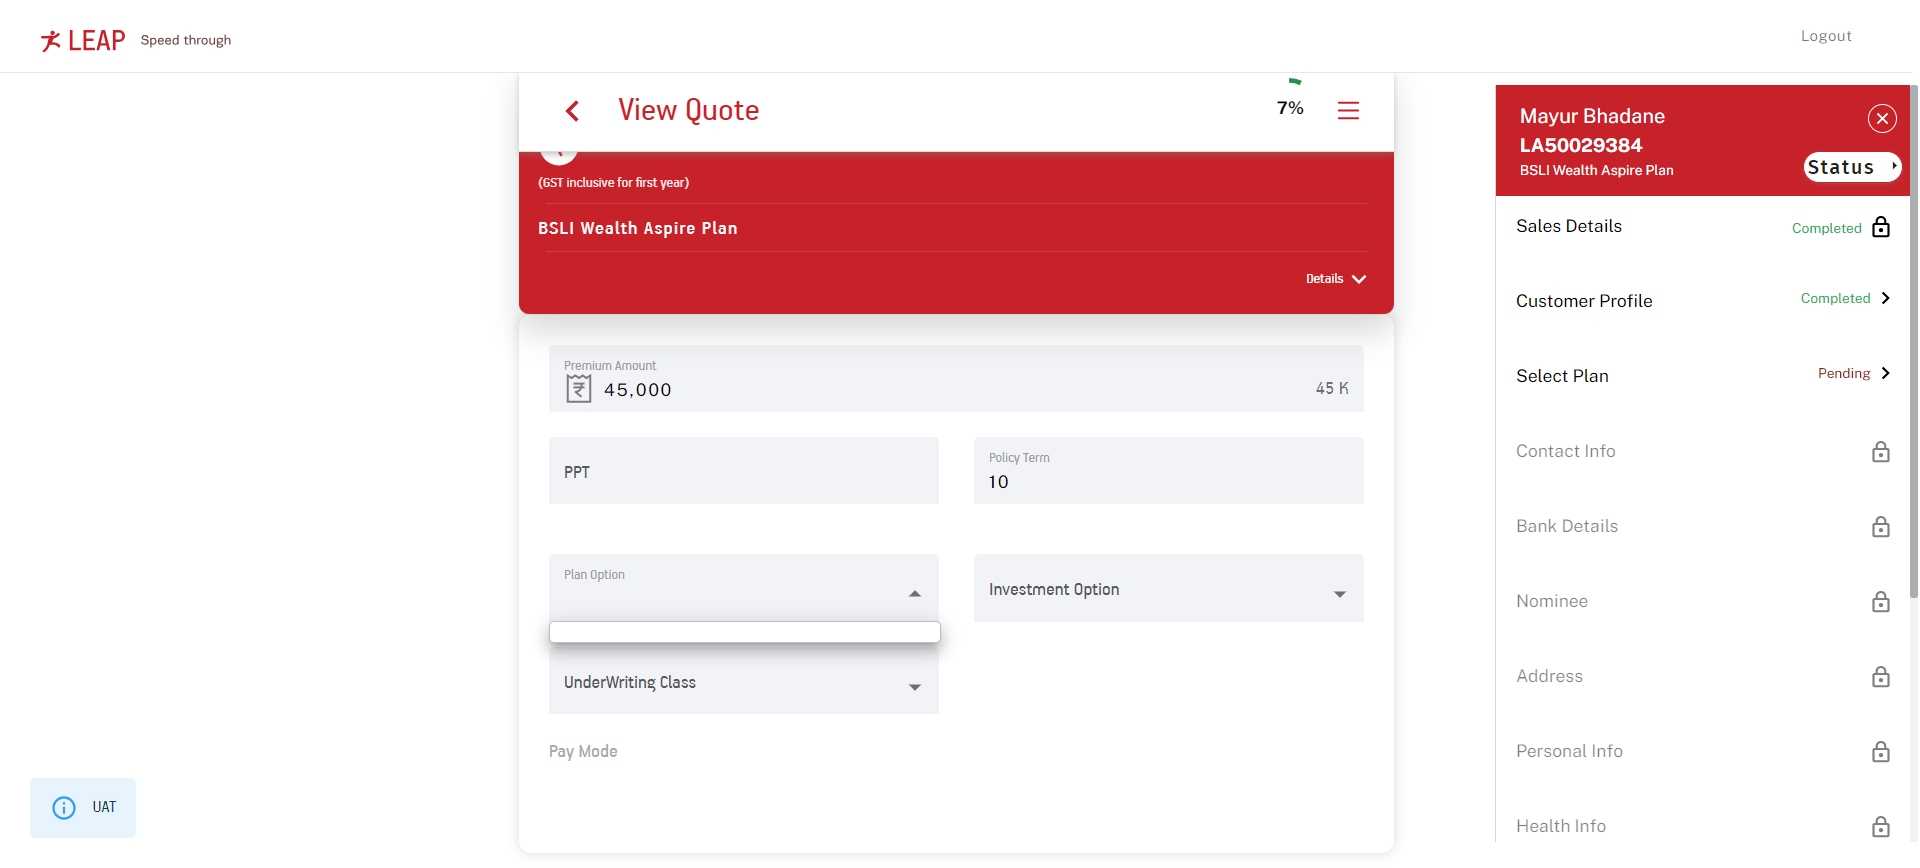 LEAP Speed through
Logout
View Quote
7%
(GST inclusive for first year)
BSLI Wealth Aspire Plan
Details
Premium Amount
45,000
45 K
PPT
Policy Term
10
Plan Option
Investment Option
UnderWriting Class
Pay Mode
UAT
Mayur Bhadane
LA50029384
BSLI Wealth Aspire Plan
Status
Sales Details Completed
Customer Profile Completed
Select Plan Pending
Contact Info
Bank Details
Nominee
Address
Personal Info
Health Info